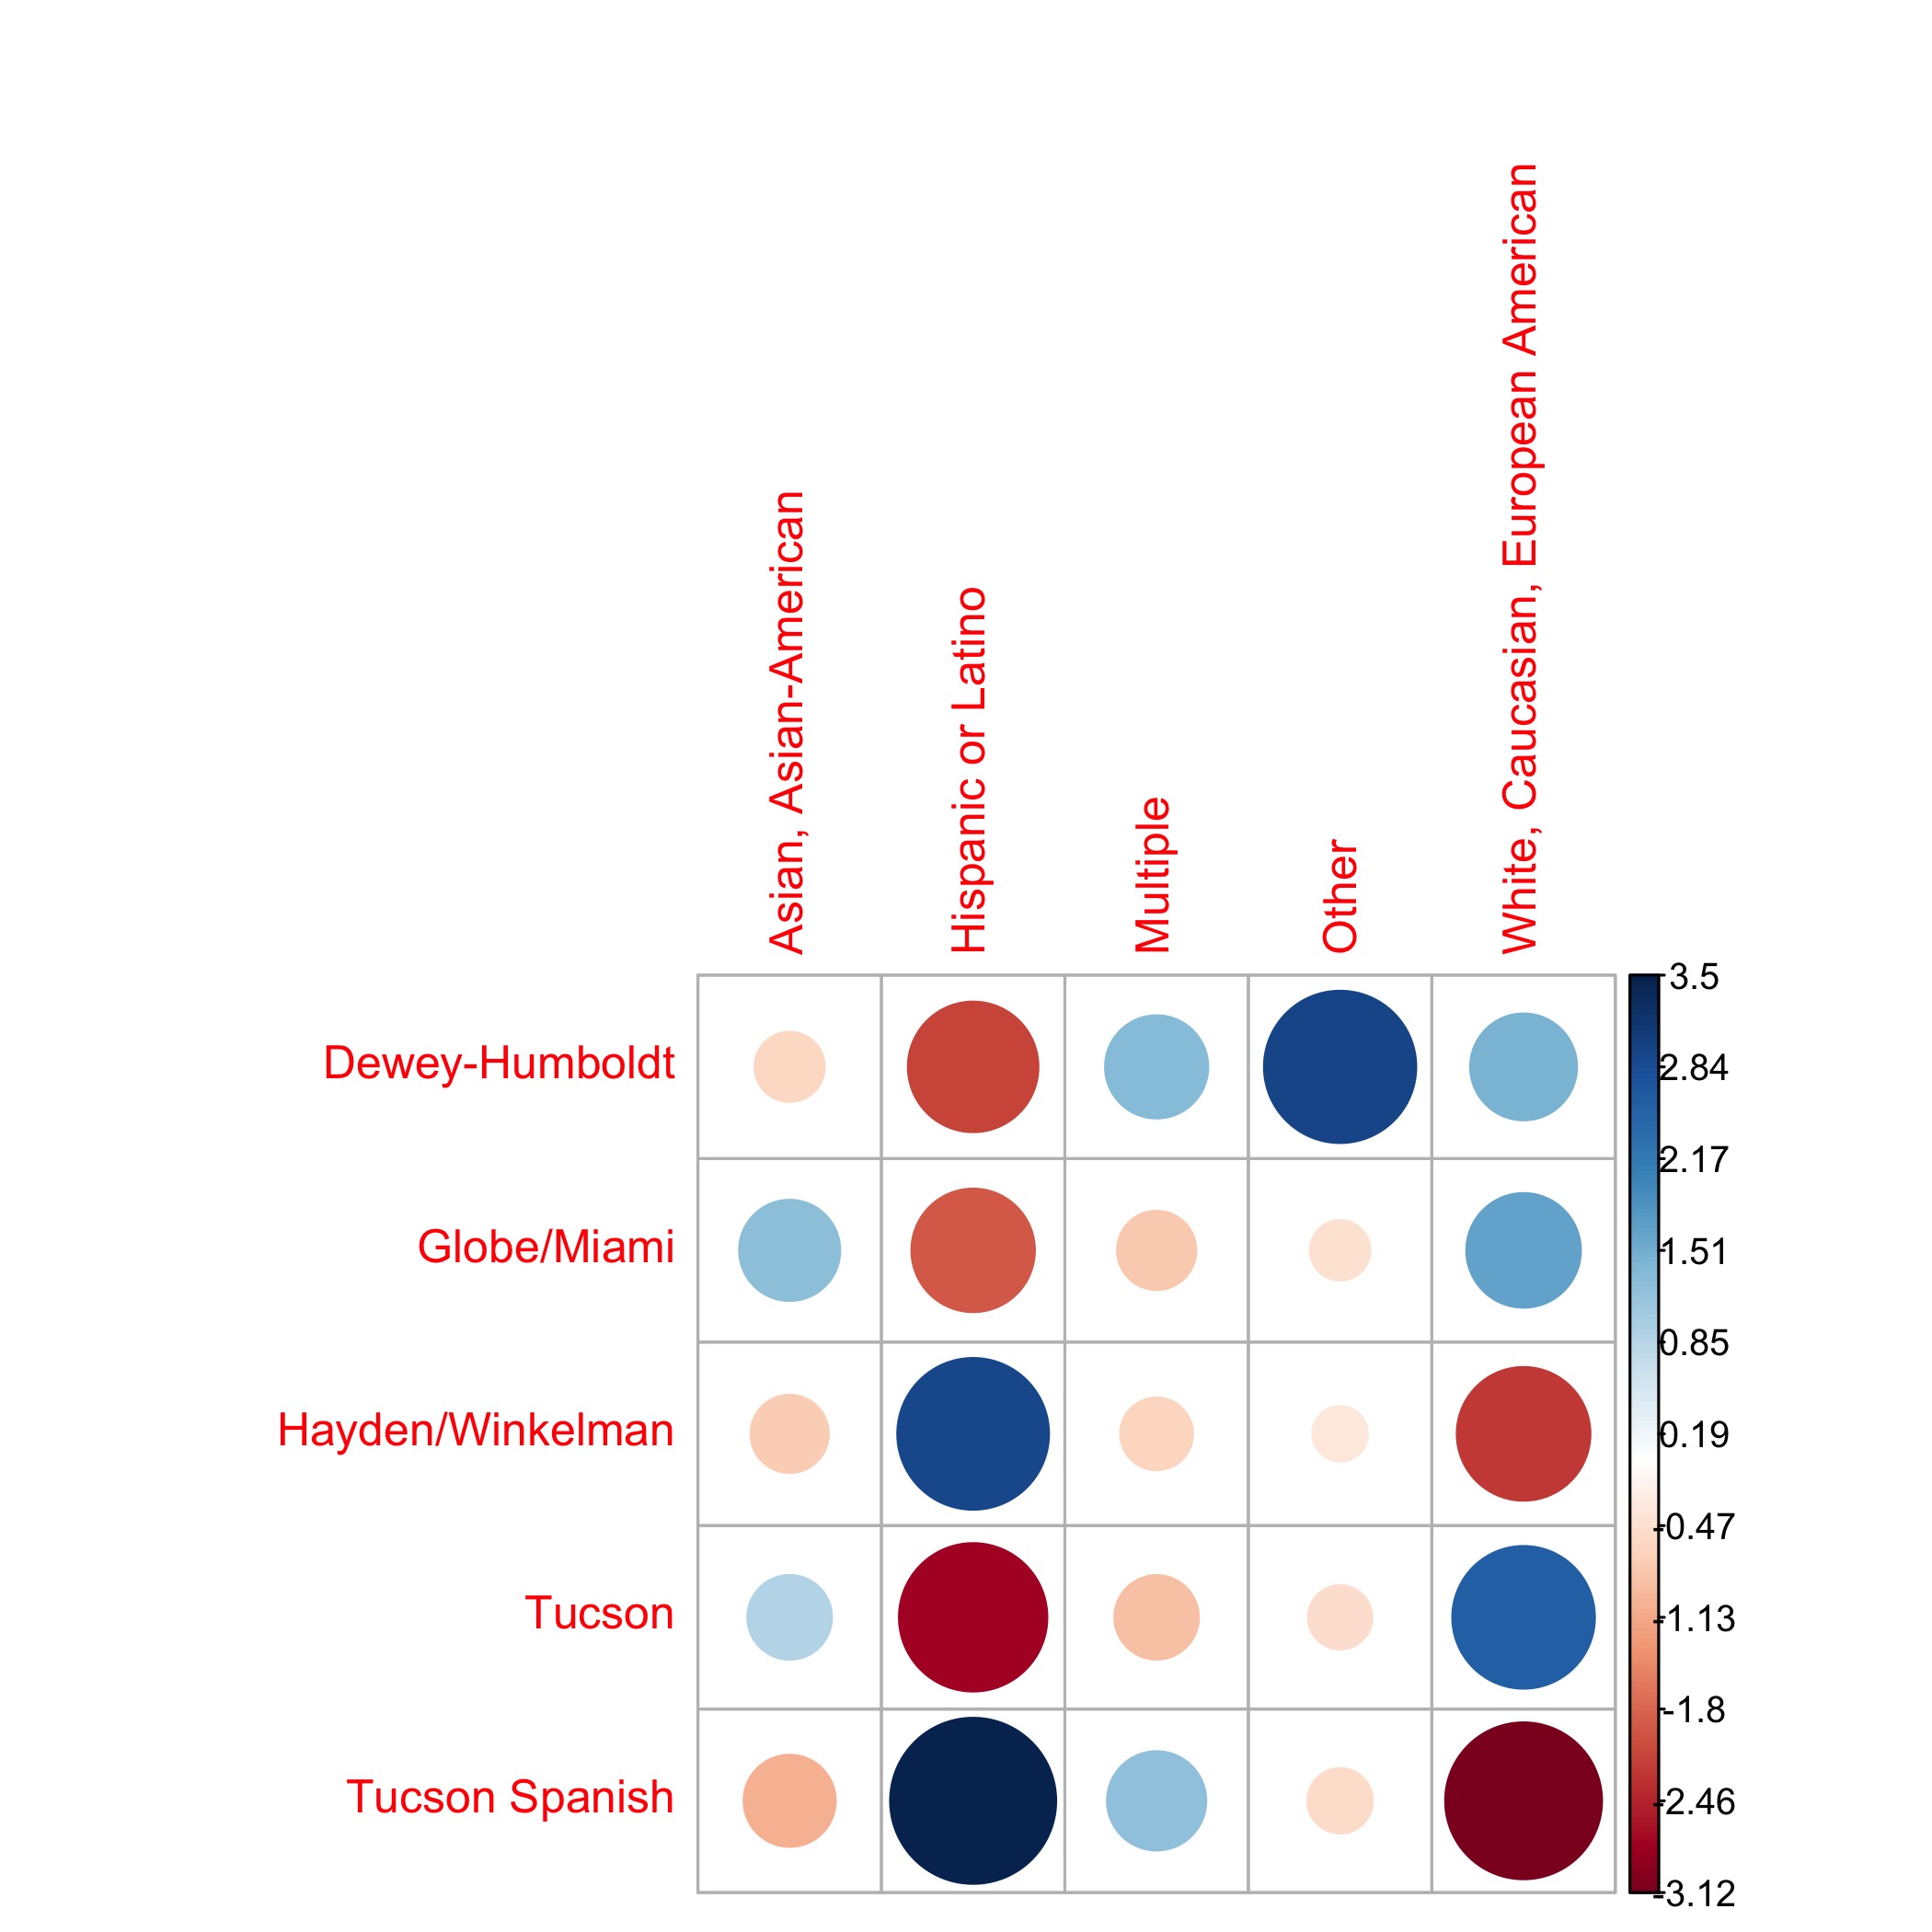 Asian, Asian-American
Hispanic or Latino
Multiple
Other
White, Caucasian, European American
Dewey-Humboldt
Globe/Miami
Hayden/Winkelman
Tucson
Tucson Spanish
3.5
2.84
2.17
1.51
0.85
0.19
-0.47
-1.13
-1.8
-2.46
-3.12